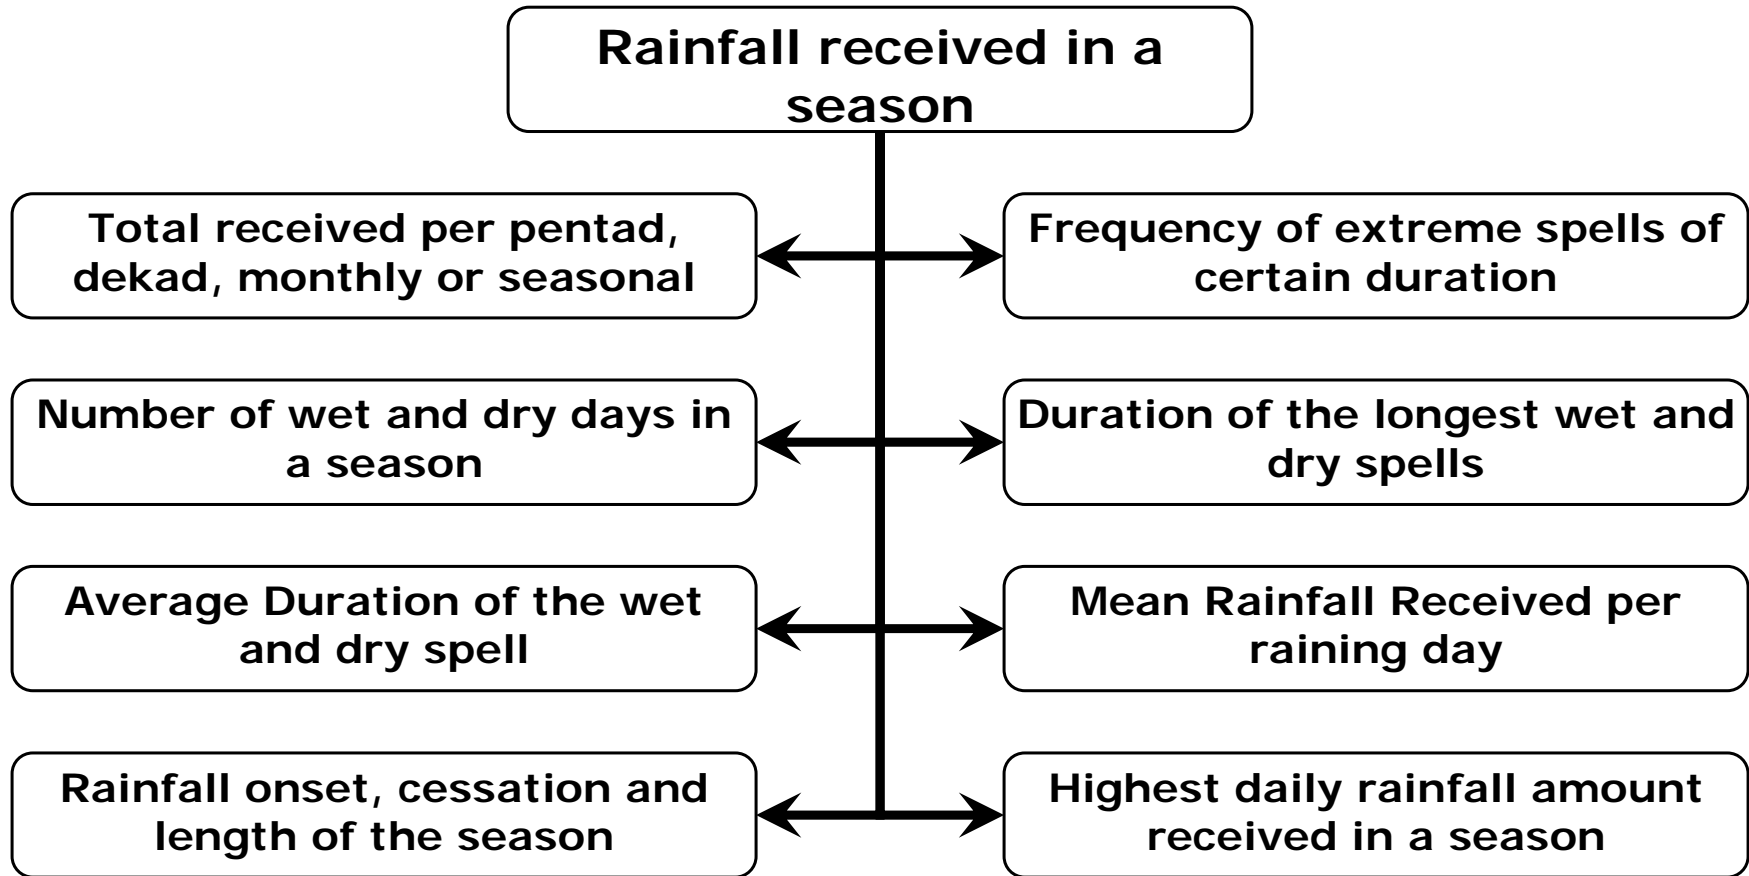 Rainfall received in a
season
Total received per pentad,
dekad, monthly or seasonal
Frequency of extreme spells of
certain duration
Number of wet and dry days in
a season
Duration of the longest wet and
dry spells
Average Duration of the wet
and dry spell
Mean Rainfall Received per
raining day
Rainfall onset, cessation and
length of the season
Highest daily rainfall amount
received in a season